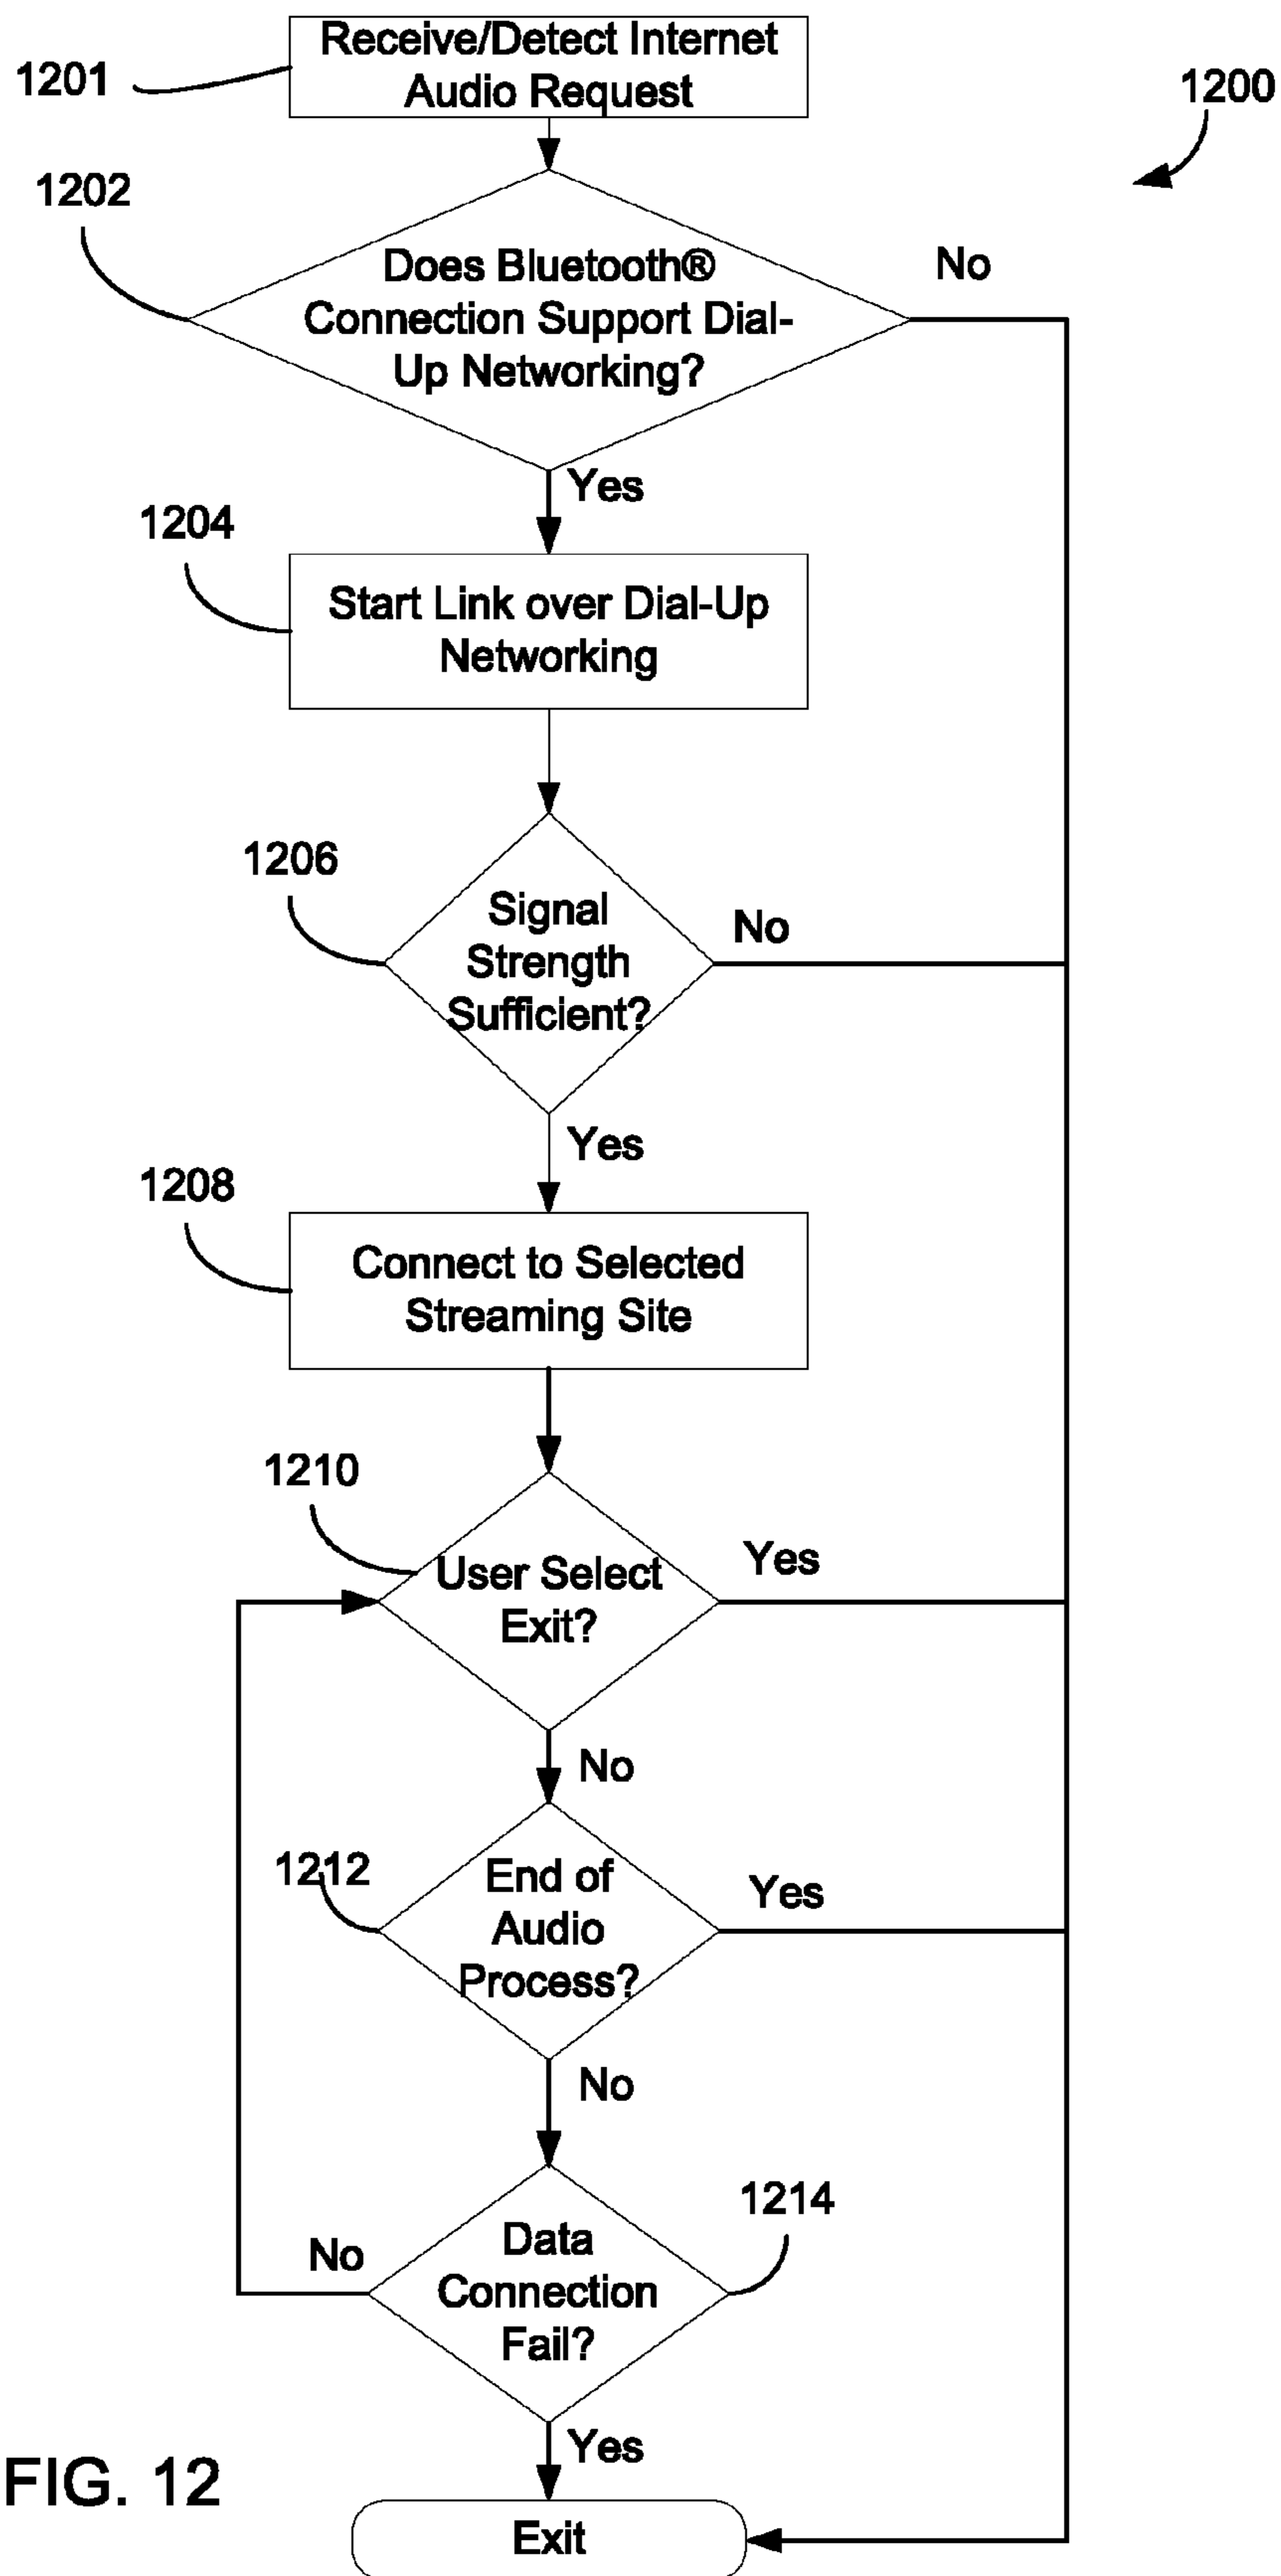 Receive/Detect Internet
Audio Request
1201
1200
1202
Does Bluetooth®
Connection Support Dial-
Up Networking?
No
Yes
1204
Start Link over Dial-Up
Networking
1206
Signal
Strength
Sufficient?
No
Yes
1208
Connect to Selected
Streaming Site
1210
User Select
Exit?
Yes
No
1212
End of
Audio
Process?
Yes
No
1214
Data
Connection
Fail?
No
Yes
FIG. 12
Exit